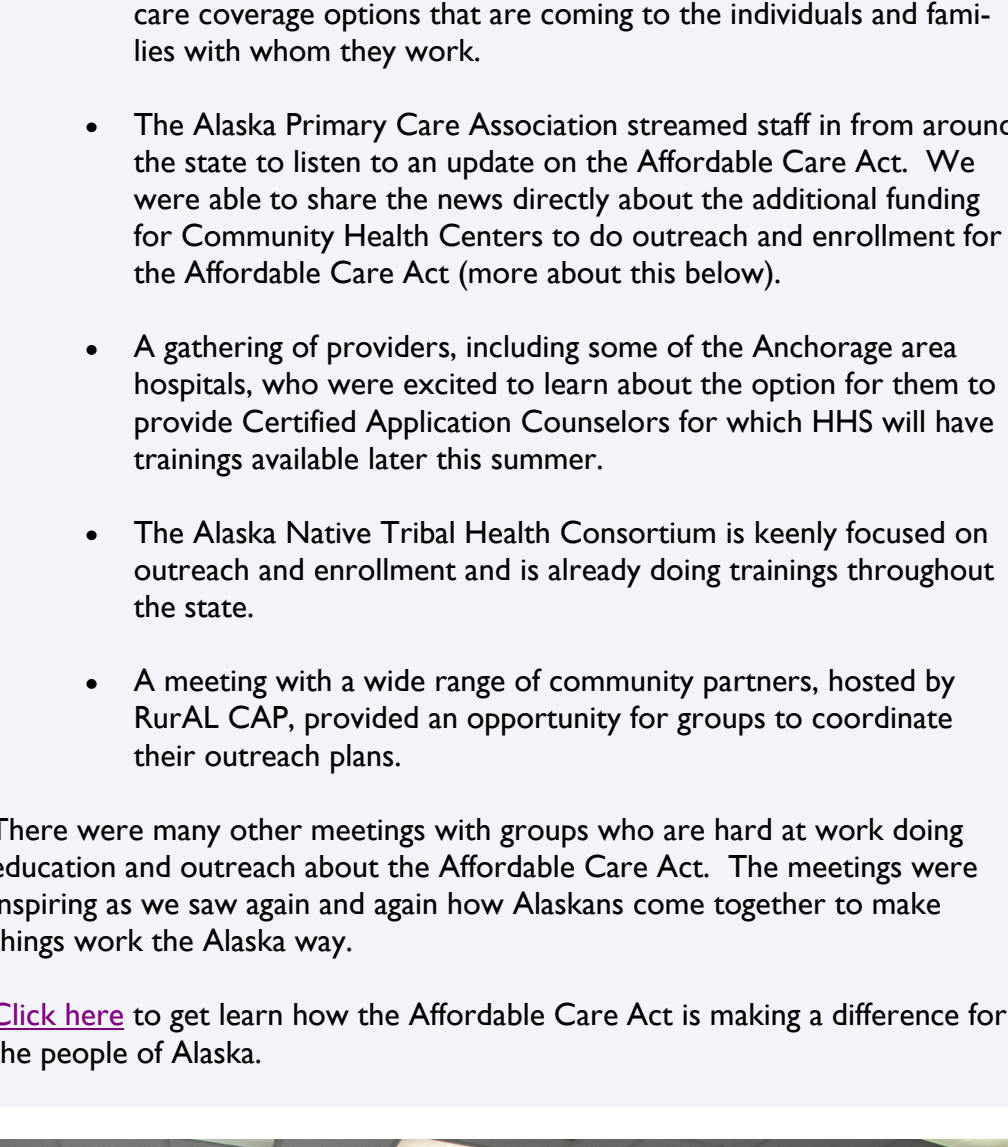 care coverage options that are coming to the individuals and fami-
lies with whom they work.
• The Alaska Primary Care Association streamed staff in from around
the state to listen to an update on the Affordable Care Act.  We
were able to share the news directly about the additional funding
for Community Health Centers to do outreach and enrollment for
the Affordable Care Act (more about this below).
• A gathering of providers, including some of the Anchorage area
hospitals, who were excited to learn about the option for them to
provide Certified Application Counselors for which HHS will have
trainings available later this summer.
• The Alaska Native Tribal Health Consortium is keenly focused on
outreach and enrollment and is already doing trainings throughout
the state.
• A meeting with a wide range of community partners, hosted by
RurAL CAP, provided an opportunity for groups to coordinate
their outreach plans.
There were many other meetings with groups who are hard at work doing
education and outreach about the Affordable Care Act.  The meetings were
inspiring as we saw again and again how Alaskans come together to make
things work the Alaska way.
Click here to get learn how the Affordable Care Act is making a difference for
the people of Alaska.